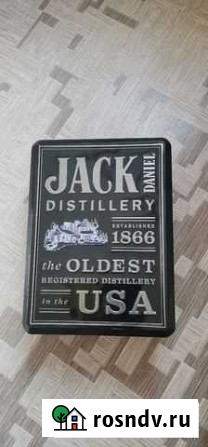 JACK DANIEL
DISTILLERY
ESTABLISHED
1866
the OLDEST
REGISTERED DISTILLERY
in the USA
rosndv.ru